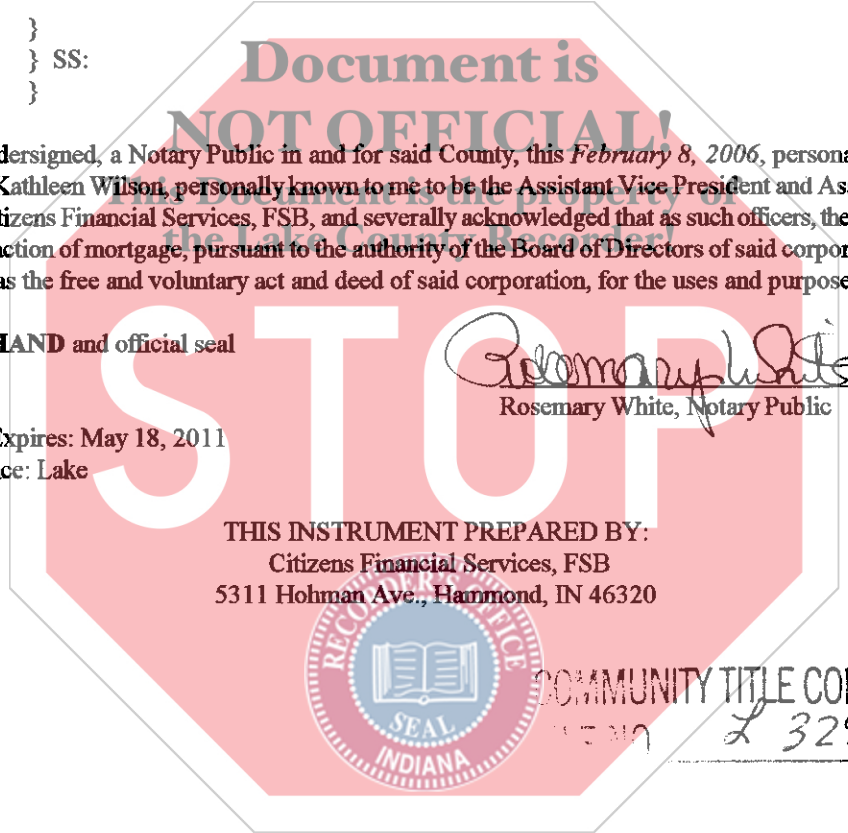 }
} SS:
}
Document is
NOT OFFICIAL!
dersigned, a Notary Public in and for said County, this February 8, 2006, persona
Kathleen Wilson, personally known to me to be the Assistant Vice President and As
This Document is the property of
tizens Financial Services, FSB, and severally acknowledged that as such officers, the
the Lake County Recorder!
ction of mortgage, pursuant to the authority of the Board of Directors of said corpor
as the free and voluntary act and deed of said corporation, for the uses and purpose
STOP
HAND and official seal
Rosemary White
Rosemary White, Notary Public
Expires: May 18, 2011
ce: Lake
THIS INSTRUMENT PREPARED BY:
Citizens Financial Services, FSB
5311 Hohman Ave., Hammond, IN 46320
RECORDER'S OFFICE
SEAL
INDIANA
COMMUNITY TITLE CO
L 329